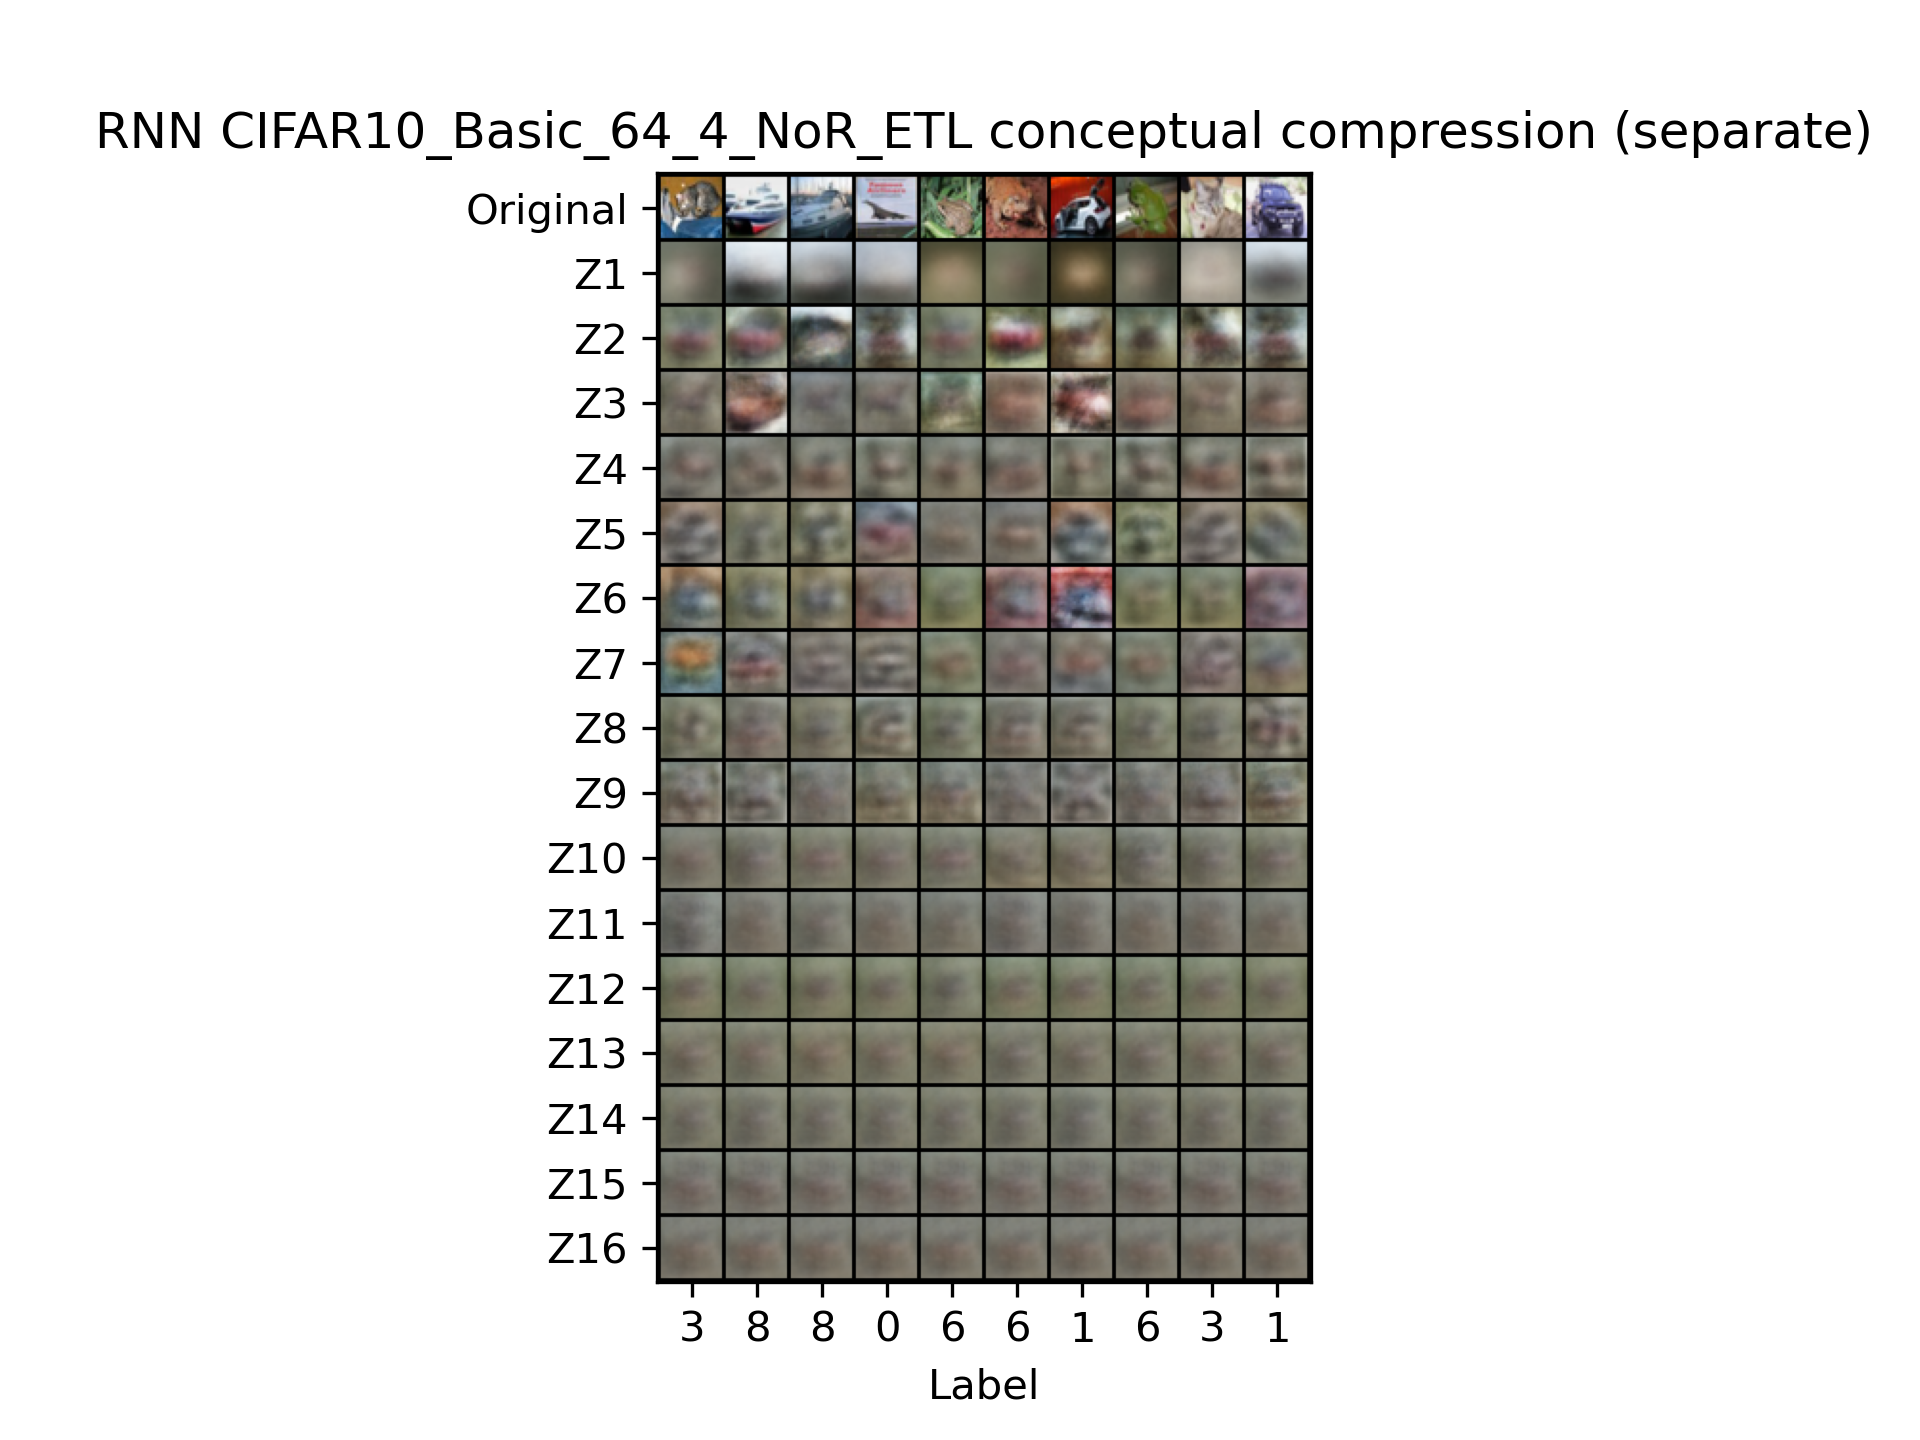 RNN CIFAR10_Basic_64_4_NoR_ETL conceptual compression (separate)
Original
Z1
Z2
Z3
Z4
Z5
Z6
Z7
Z8
Z9
Z10
Z11
Z12
Z13
Z14
Z15
Z16
3 8 8 0 6 6 1 6 3 1
Label